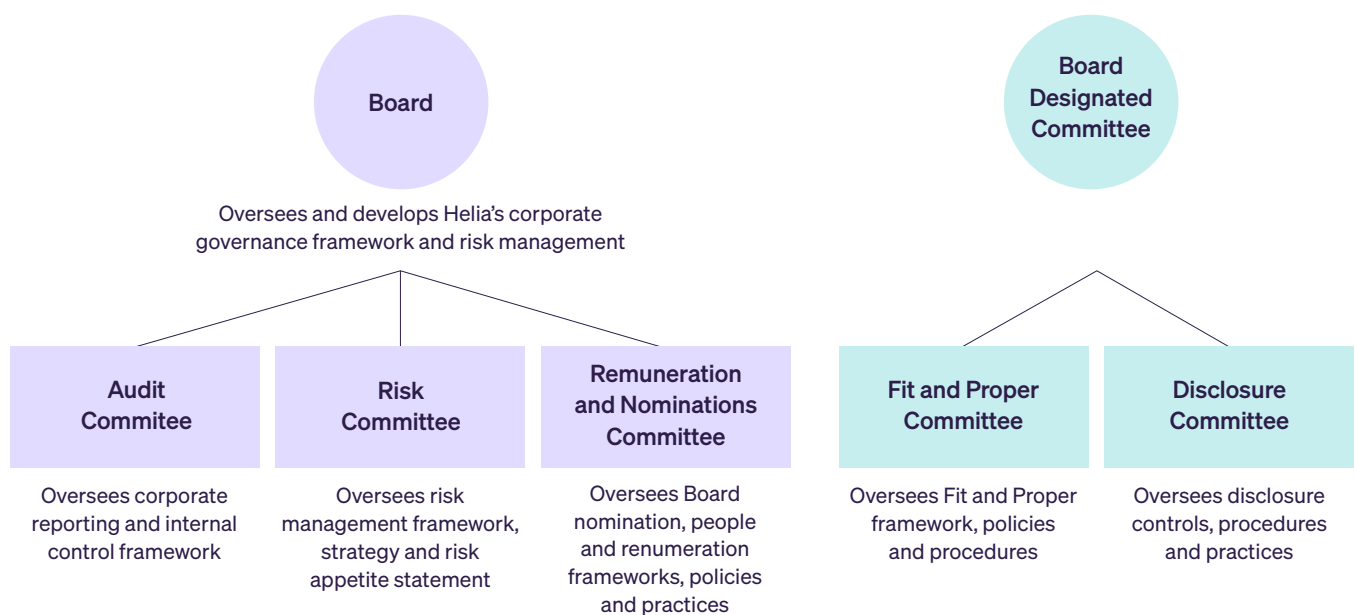 Board
Oversees and develops Helia’s corporate
governance framework and risk management
Board
Designated
Committee
Audit
Commitee
Oversees corporate
reporting and internal
control framework
Risk
Committee
Oversees risk
management framework,
strategy and risk
appetite statement
Remuneration
and Nominations
Committee
Oversees Board
nomination, people
and renumeration
frameworks, policies
and practices
Fit and Proper
Committee
Oversees Fit and Proper
framework, policies
and procedures
Disclosure
Committee
Oversees disclosure
controls, procedures
and practices